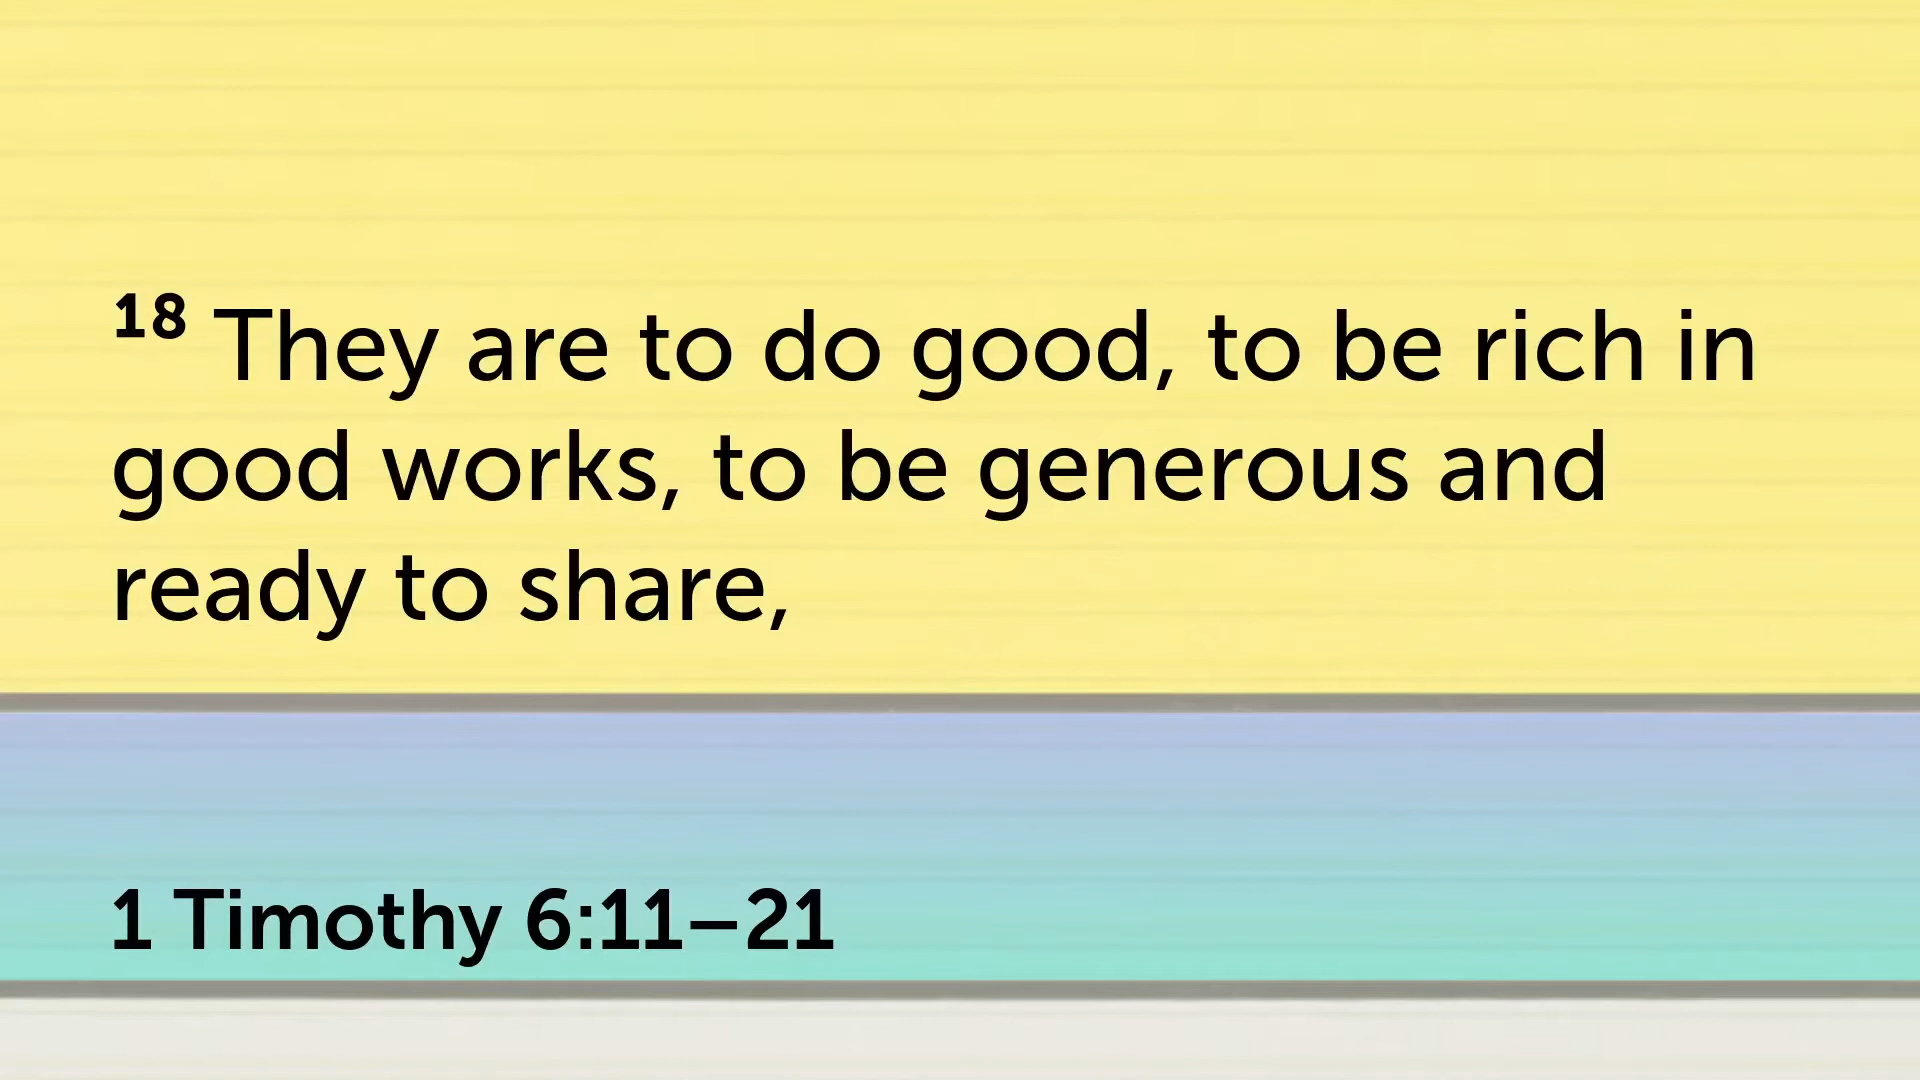 18 They are to do good, to be rich in
good works, to be generous and
ready to share,
1 Timothy 6:11–21